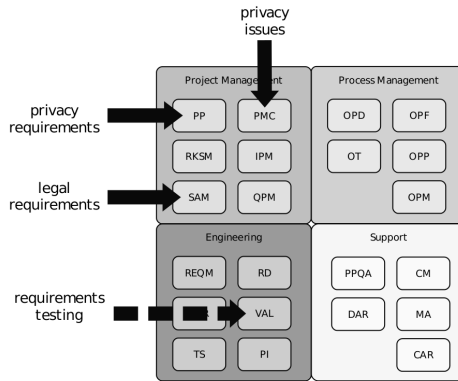 privacy
issues
Project Management
Process Management
privacy
requirements
PP
PMC
OPD
OPF
RKSM
IPM
OT
OPP
legal
requirements
SAM
QPM
OPM
Engineering
Support
REQM
RD
PPQA
CM
requirements
testing
VAL
DAR
MA
TS
PI
CAR